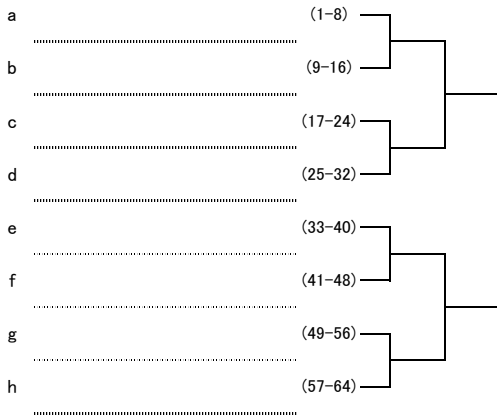 a (1-8)
b (9-16)
c (17-24)
d (25-32)
e (33-40)
f (41-48)
g (49-56)
h (57-64)